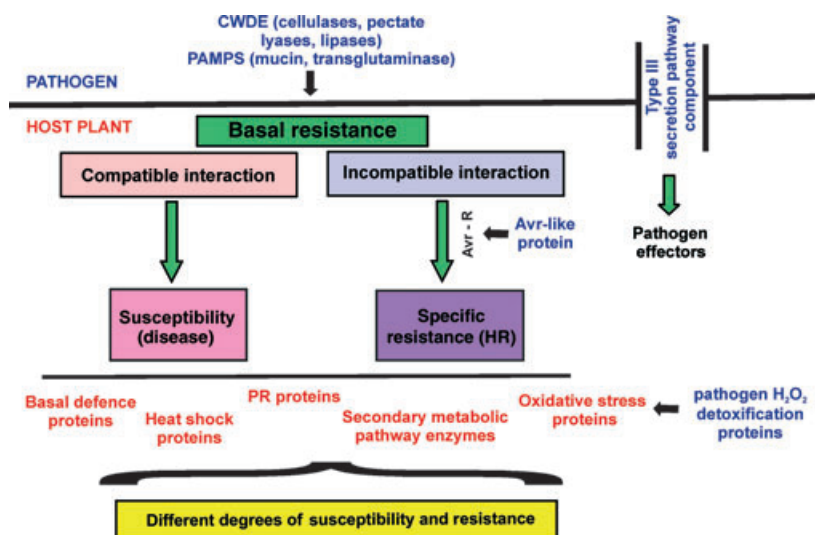 CWDE (cellulases, pectate
lyases, lipases)
PAMPS (mucin, transglutaminase)
PATHOGEN
Type III
secretion pathway
component
HOST PLANT
Basal resistance
Compatible interaction
Incompatible interaction
Avr - R
Avr-like
protein
Pathogen
effectors
Susceptibility
(disease)
Specific
resistance (HR)
Basal defence
proteins
Heat shock
proteins
PR proteins
Secondary metabolic
pathway enzymes
Oxidative stress
proteins
pathogen H₂O₂
detoxification
proteins
Different degrees of susceptibility and resistance